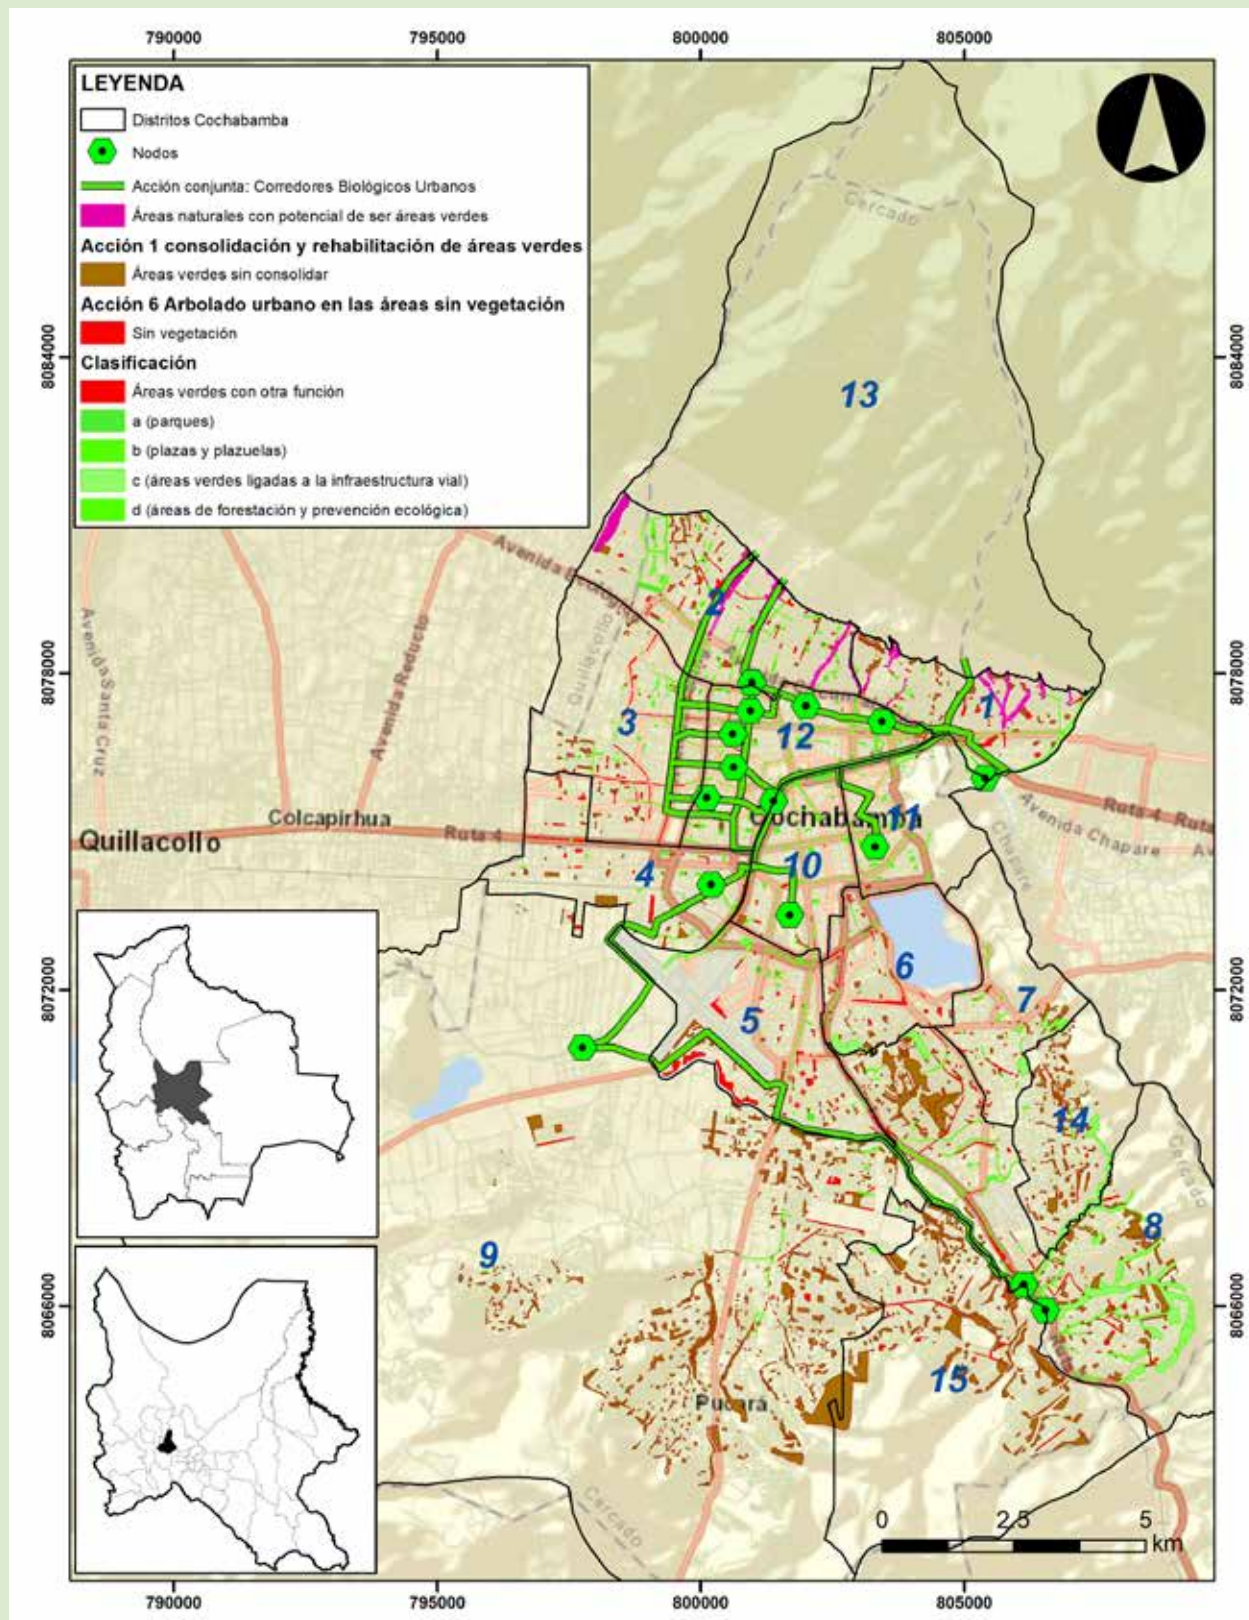 790000 795000 800000 805000
LEYENDA
Distritos Cochabamba
Nodos
Acción conjunta: Corredores Biológicos Urbanos
Áreas naturales con potencial de ser áreas verdes
Acción 1 consolidación y rehabilitación de áreas verdes
Áreas verdes sin consolidar
Acción 6 Arbolado urbano en las áreas sin vegetación
Sin vegetación
Clasificación
Áreas verdes con otra función
a (parques)
b (plazas y plazuelas)
c (áreas verdes ligadas a la infraestructura vial)
d (áreas de forestación y prevención ecológica)
Cercado
8084000
8084000
13
Avenida Ecológica
2
Quillacollo
Avenida Santa Cruz
Avenida Reducto
8078000
8078000
1
3
12
Colcapirhua
Cochabamba
11
Ruta 4
Ruta 4 Ruta
Avenida Chapare
Av
Chapare
Quillacollo
4
10
6
7
8072000
8072000
5
14
Cercado
8
9
8066000
8066000
15
Pucará
Cercado
0 2.5 5
km
790000 795000 800000 805000